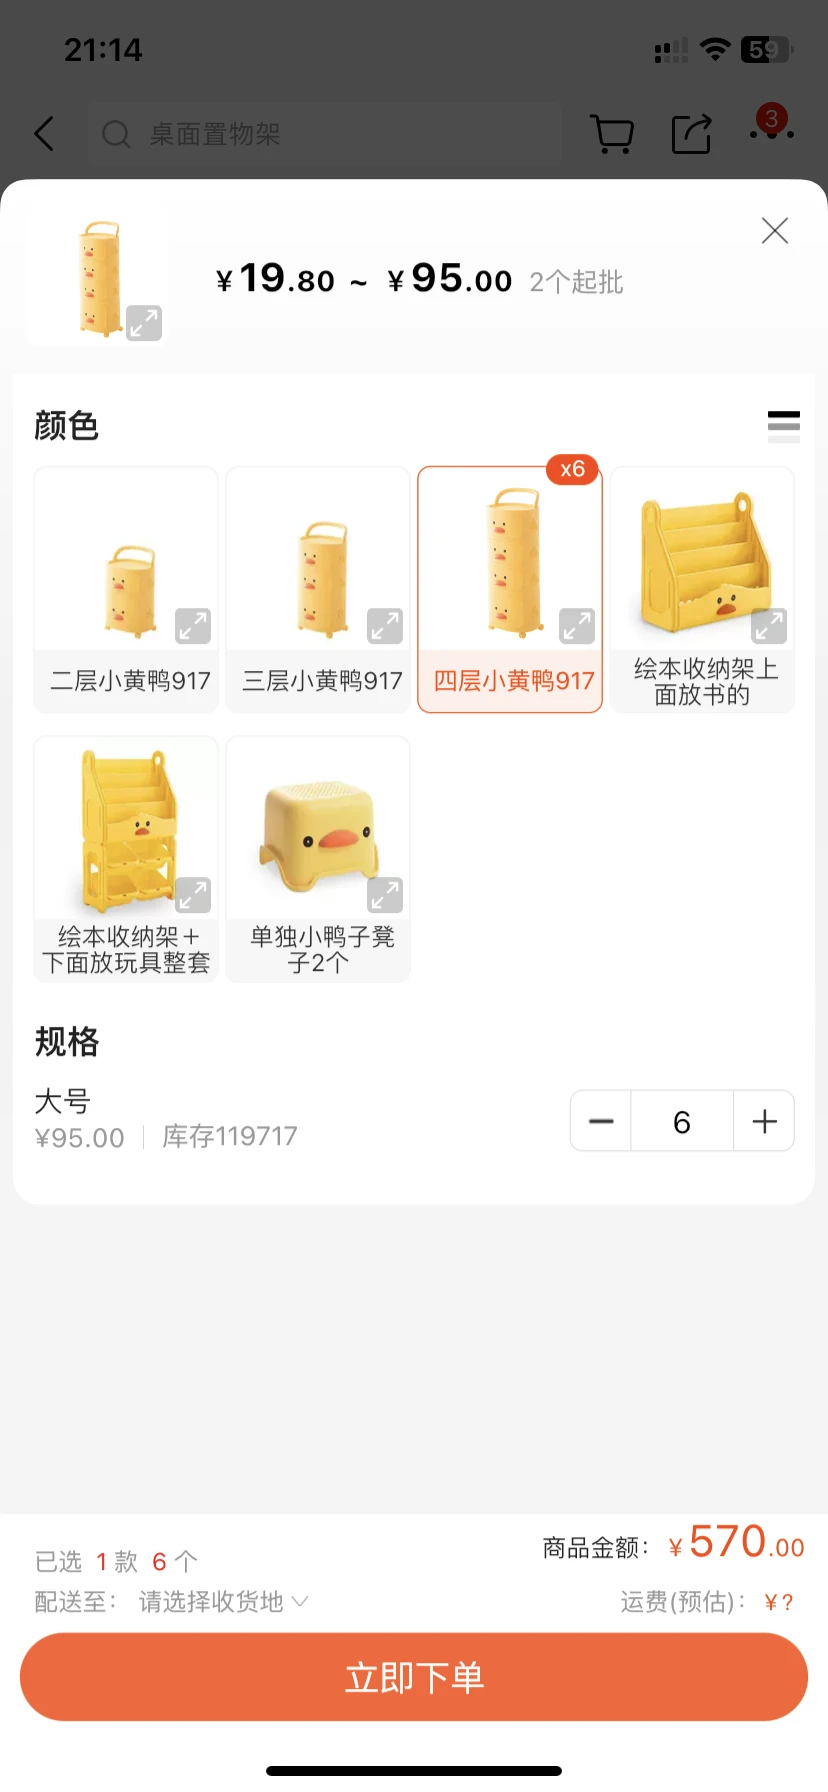 21:14
59
桌面置物架
3
¥19.80 ~ ¥95.00 2个起批
颜色
x6
二层小黄鸭917
三层小黄鸭917
四层小黄鸭917
绘本收纳架上
面放书的
绘本收纳架＋
下面放玩具整套
单独小鸭子凳
子2个
规格
大号
¥95.00 库存119717
6
已选 1 款 6 个
商品金额： ¥570.00
配送至： 请选择收货地
运费(预估)： ¥?
立即下单